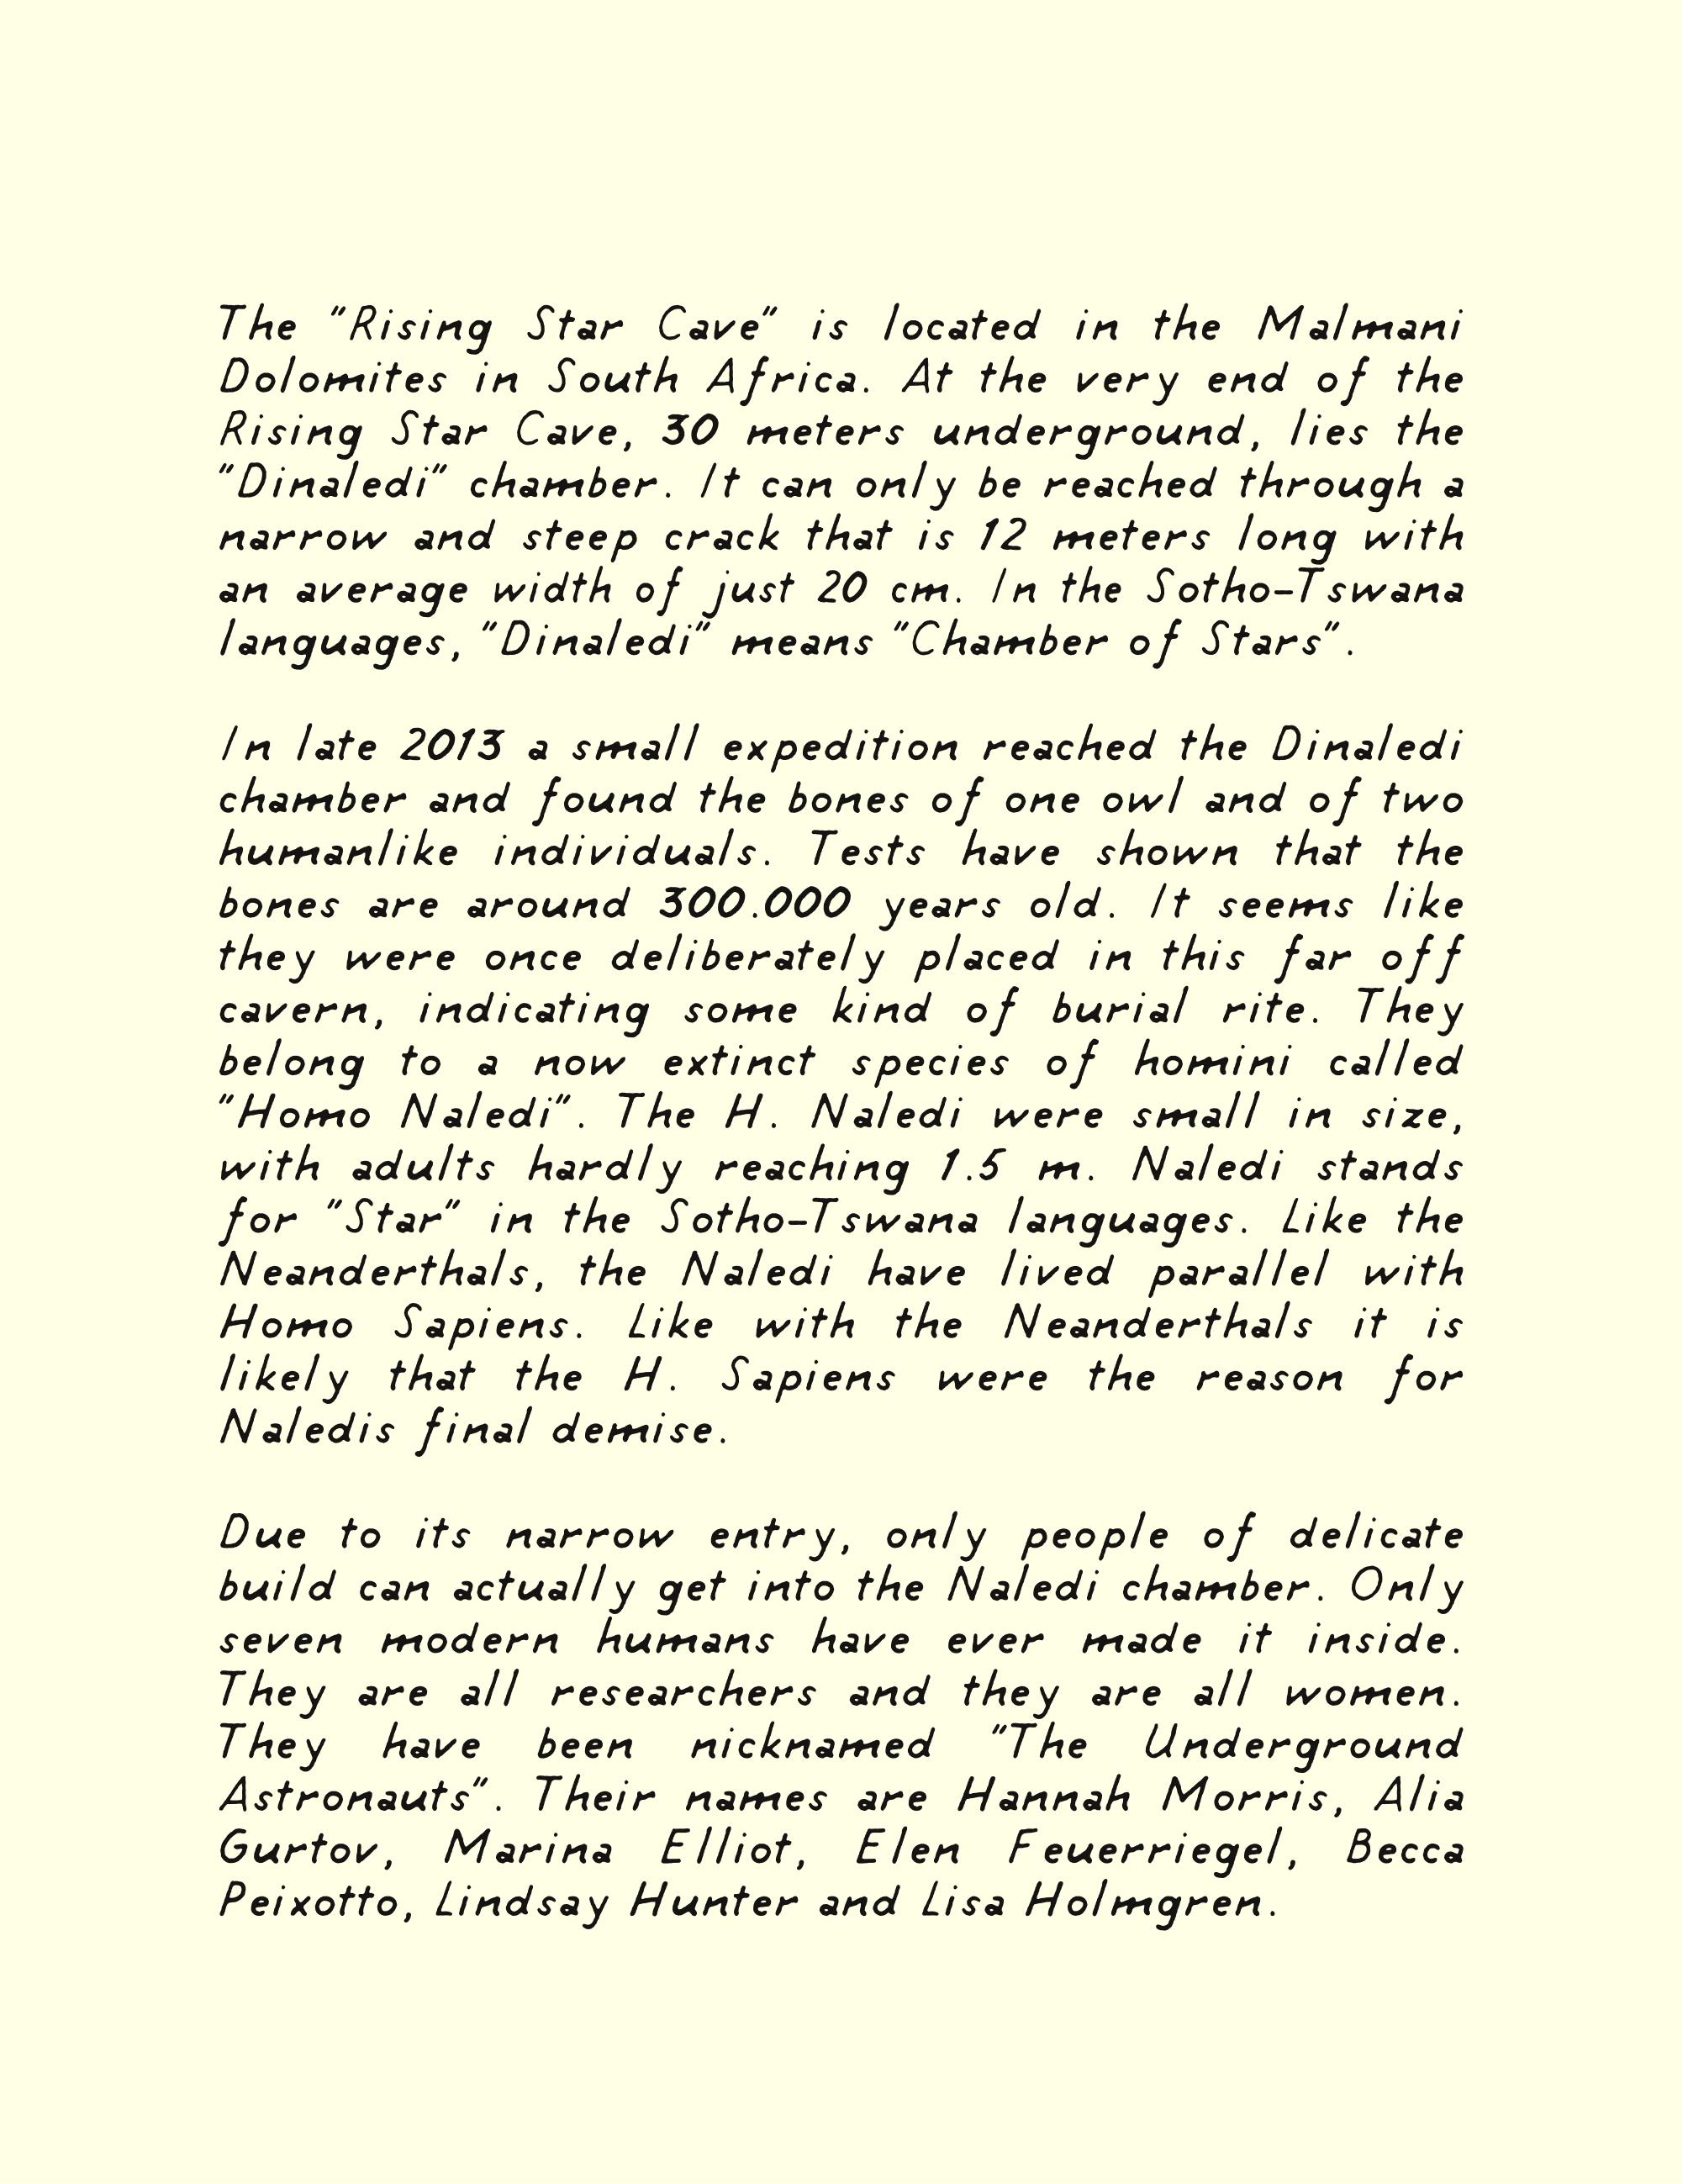 The "Rising Star Cave" is located in the Malmani
Dolomites in South Africa. At the very end of the
Rising Star Cave, 30 meters underground, lies the
"Dinaledi" chamber. It can only be reached through a
narrow and steep crack that is 12 meters long with
an average width of just 20 cm. In the Sotho-Tswana
languages, "Dinaledi" means "Chamber of Stars".

In late 2013 a small expedition reached the Dinaledi
chamber and found the bones of one owl and of two
humanlike individuals. Tests have shown that the
bones are around 300.000 years old. It seems like
they were once deliberately placed in this far off
cavern, indicating some kind of burial rite. They
belong to a now extinct species of homini called
"Homo Naledi". The H. Naledi were small in size,
with adults hardly reaching 1.5 m. Naledi stands
for "Star" in the Sotho-Tswana languages. Like the
Neanderthals, the Naledi have lived parallel with
Homo Sapiens. Like with the Neanderthals it is
likely that the H. Sapiens were the reason for
Naledis final demise.

Due to its narrow entry, only people of delicate
build can actually get into the Naledi chamber. Only
seven modern humans have ever made it inside.
They are all researchers and they are all women.
They have been nicknamed "The Underground
Astronauts". Their names are Hannah Morris, Alia
Gurtov, Marina Elliot, Elen Feuerriegel, Becca
Peixotto, Lindsay Hunter and Lisa Holmgren.